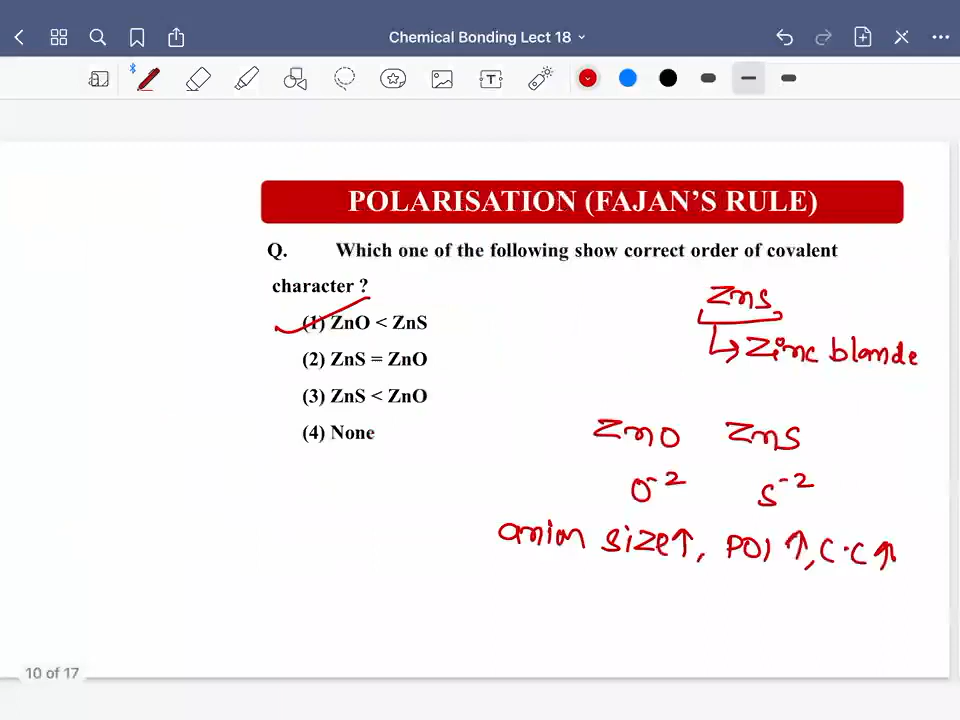 Chemical Bonding Lect 18
POLARISATION (FAJAN'S RULE)
Q. Which one of the following show correct order of covalent
character ?
(1) ZnO < ZnS
(2) ZnS = ZnO
(3) ZnS < ZnO
(4) None
ZnS
Zinc blande
ZnO ZnS
O⁻² S⁻²
anion size↑, POl ↑, C·C↑
10 of 17